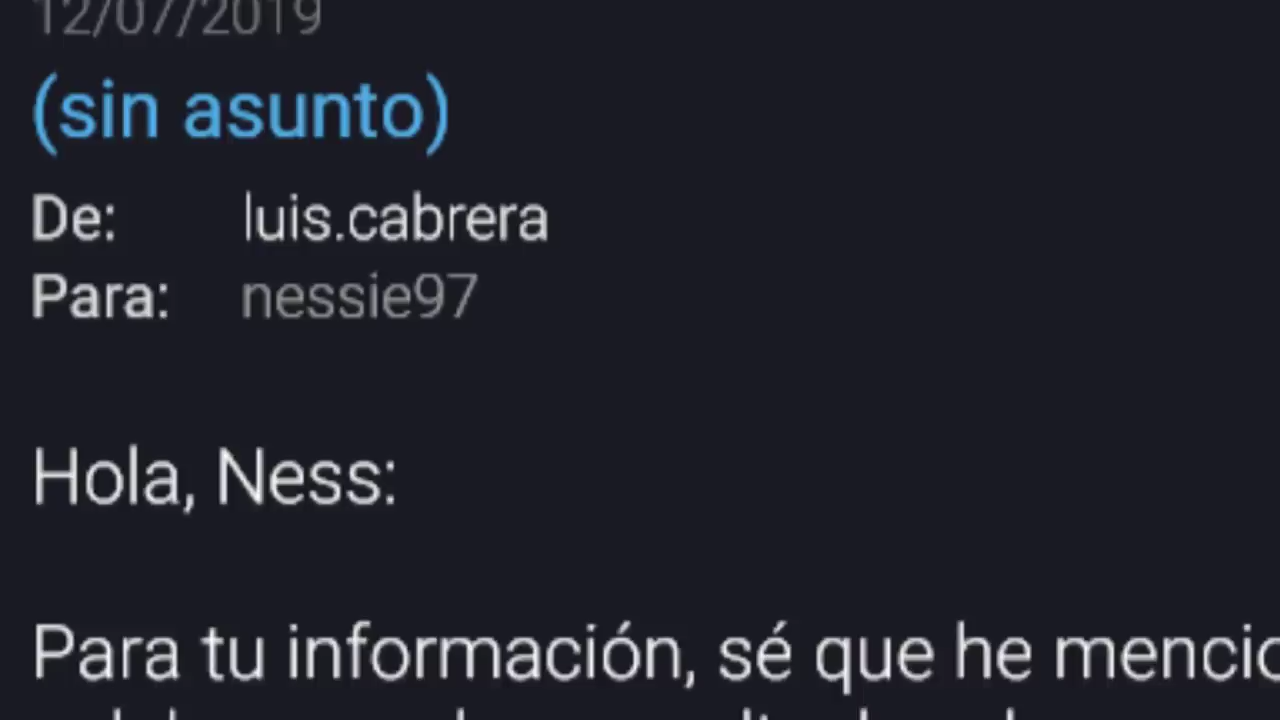 12/07/2019
(sin asunto)
De: luis.cabrera
Para: nessie97
Hola, Ness:
Para tu información, sé que he mencio